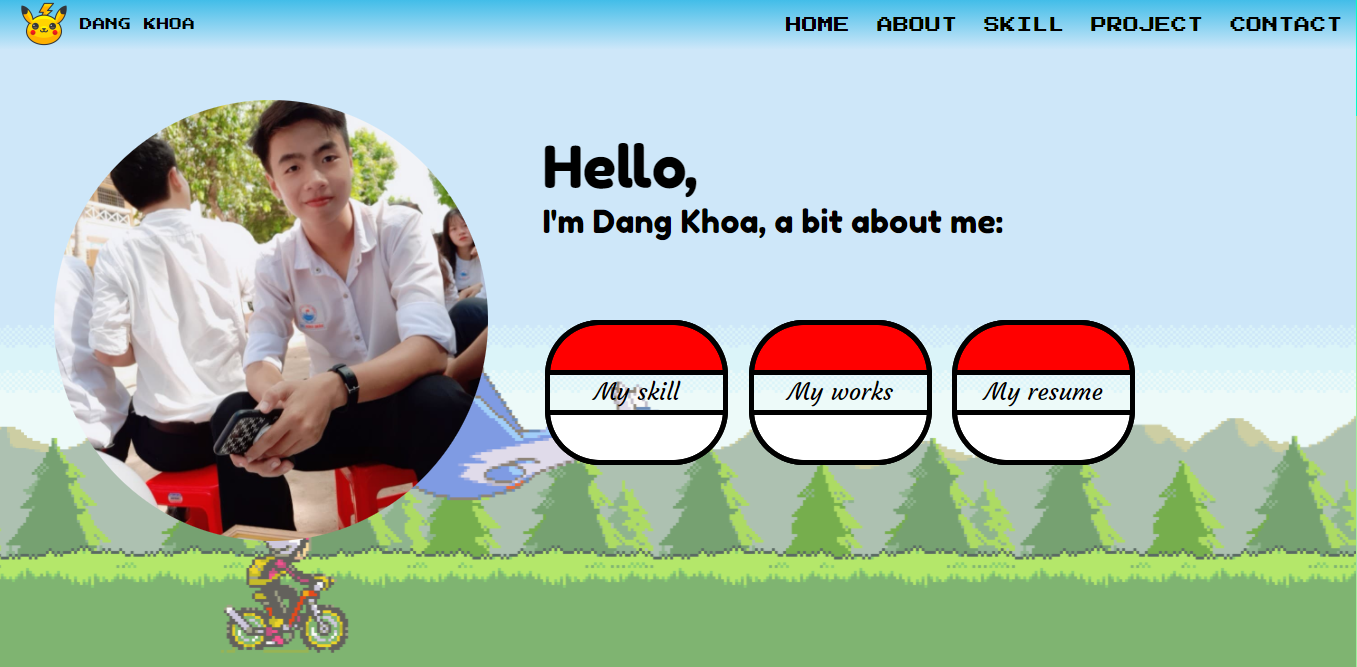 DANG KHOA
HOME ABOUT SKILL PROJECT CONTACT
Hello,
I'm Dang Khoa, a bit about me:
My skill
My works
My resume